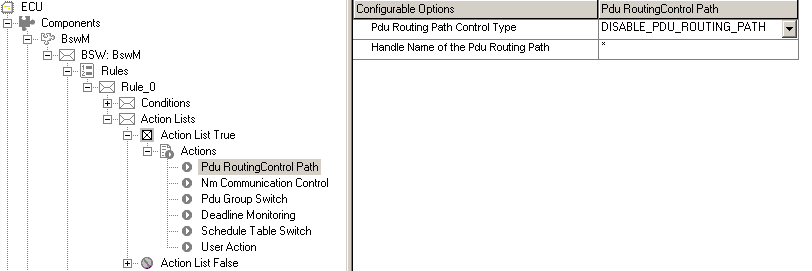 ECU
Components
BswM
BSW: BswM
Rules
Rule_0
Conditions
Action Lists
Action List True
Actions
Pdu RoutingControl Path
Nm Communication Control
Pdu Group Switch
Deadline Monitoring
Schedule Table Switch
User Action
Action List False
Configurable Options Pdu RoutingControl Path
Pdu Routing Path Control Type DISABLE_PDU_ROUTING_PATH
Handle Name of the Pdu Routing Path *